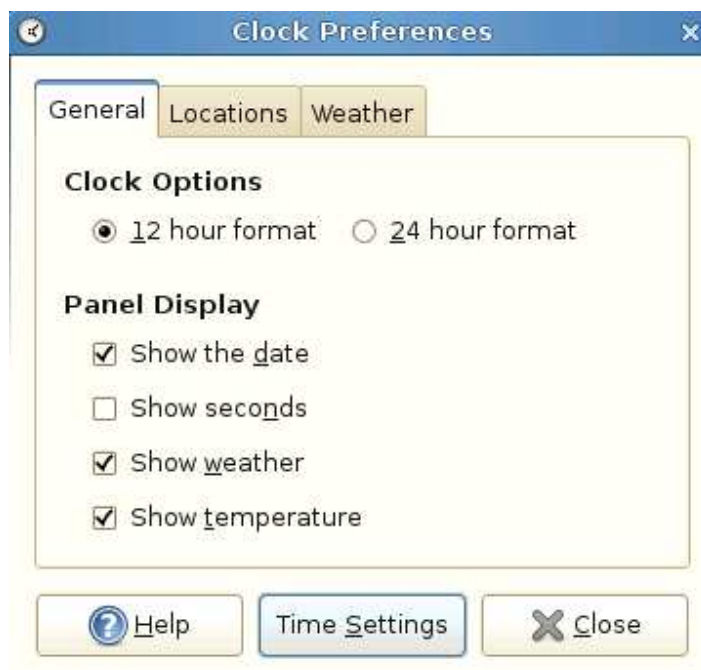 Clock Preferences
General Locations Weather
Clock Options
12 hour format 24 hour format
Panel Display
Show the date
Show seconds
Show weather
Show temperature
Help Time Settings Close